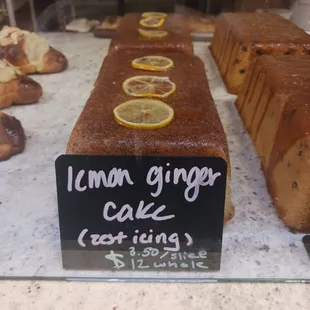 lemon ginger
cake
(zest icing)
$3.50/slice
$12 whole